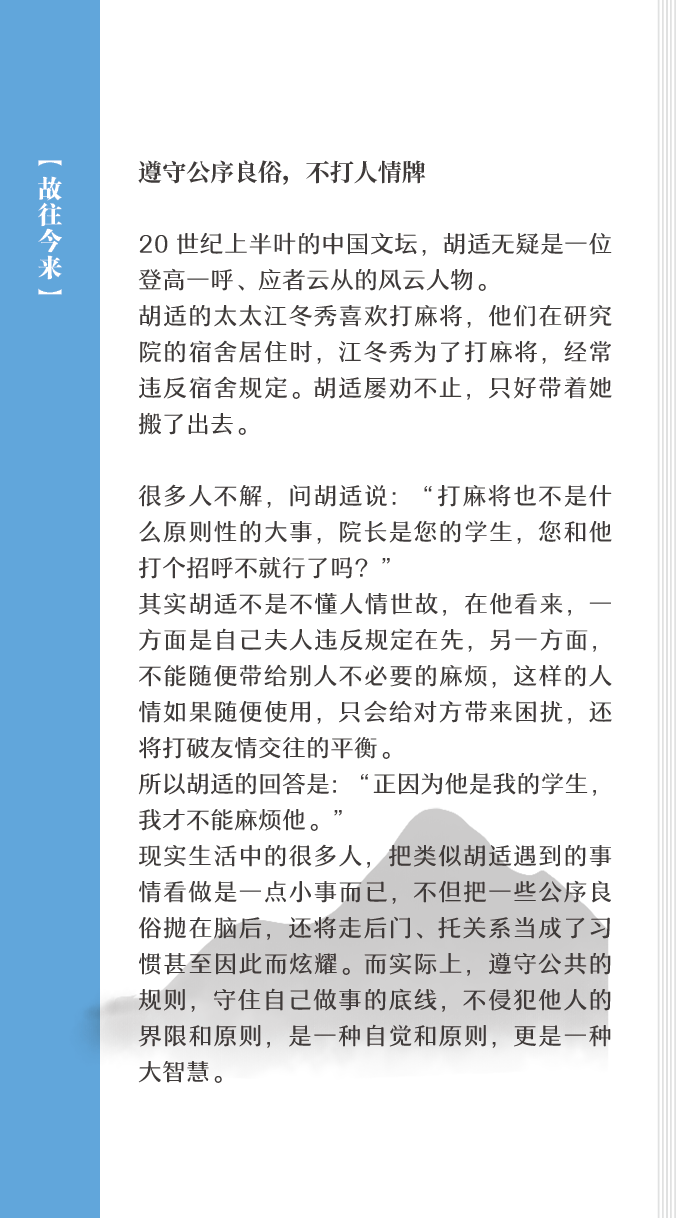 【故往今来】
遵守公序良俗，不打人情牌
20 世纪上半叶的中国文坛，胡适无疑是一位
登高一呼、应者云从的风云人物。
胡适的太太江冬秀喜欢打麻将，他们在研究
院的宿舍居住时，江冬秀为了打麻将，经常
违反宿舍规定。胡适屡劝不止，只好带着她
搬了出去。
很多人不解，问胡适说：“打麻将也不是什
么原则性的大事，院长是您的学生，您和他
打个招呼不就行了吗？”
其实胡适不是不懂人情世故，在他看来，一
方面是自己夫人违反规定在先，另一方面，
不能随便带给别人不必要的麻烦，这样的人
情如果随便使用，只会给对方带来困扰，还
将打破友情交往的平衡。
所以胡适的回答是：“正因为他是我的学生，
我才不能麻烦他。”
现实生活中的很多人，把类似胡适遇到的事
情看做是一点小事而已，不但把一些公序良
俗抛在脑后，还将走后门、托关系当成了习
惯甚至因此而炫耀。而实际上，遵守公共的
规则，守住自己做事的底线，不侵犯他人的
界限和原则，是一种自觉和原则，更是一种
大智慧。